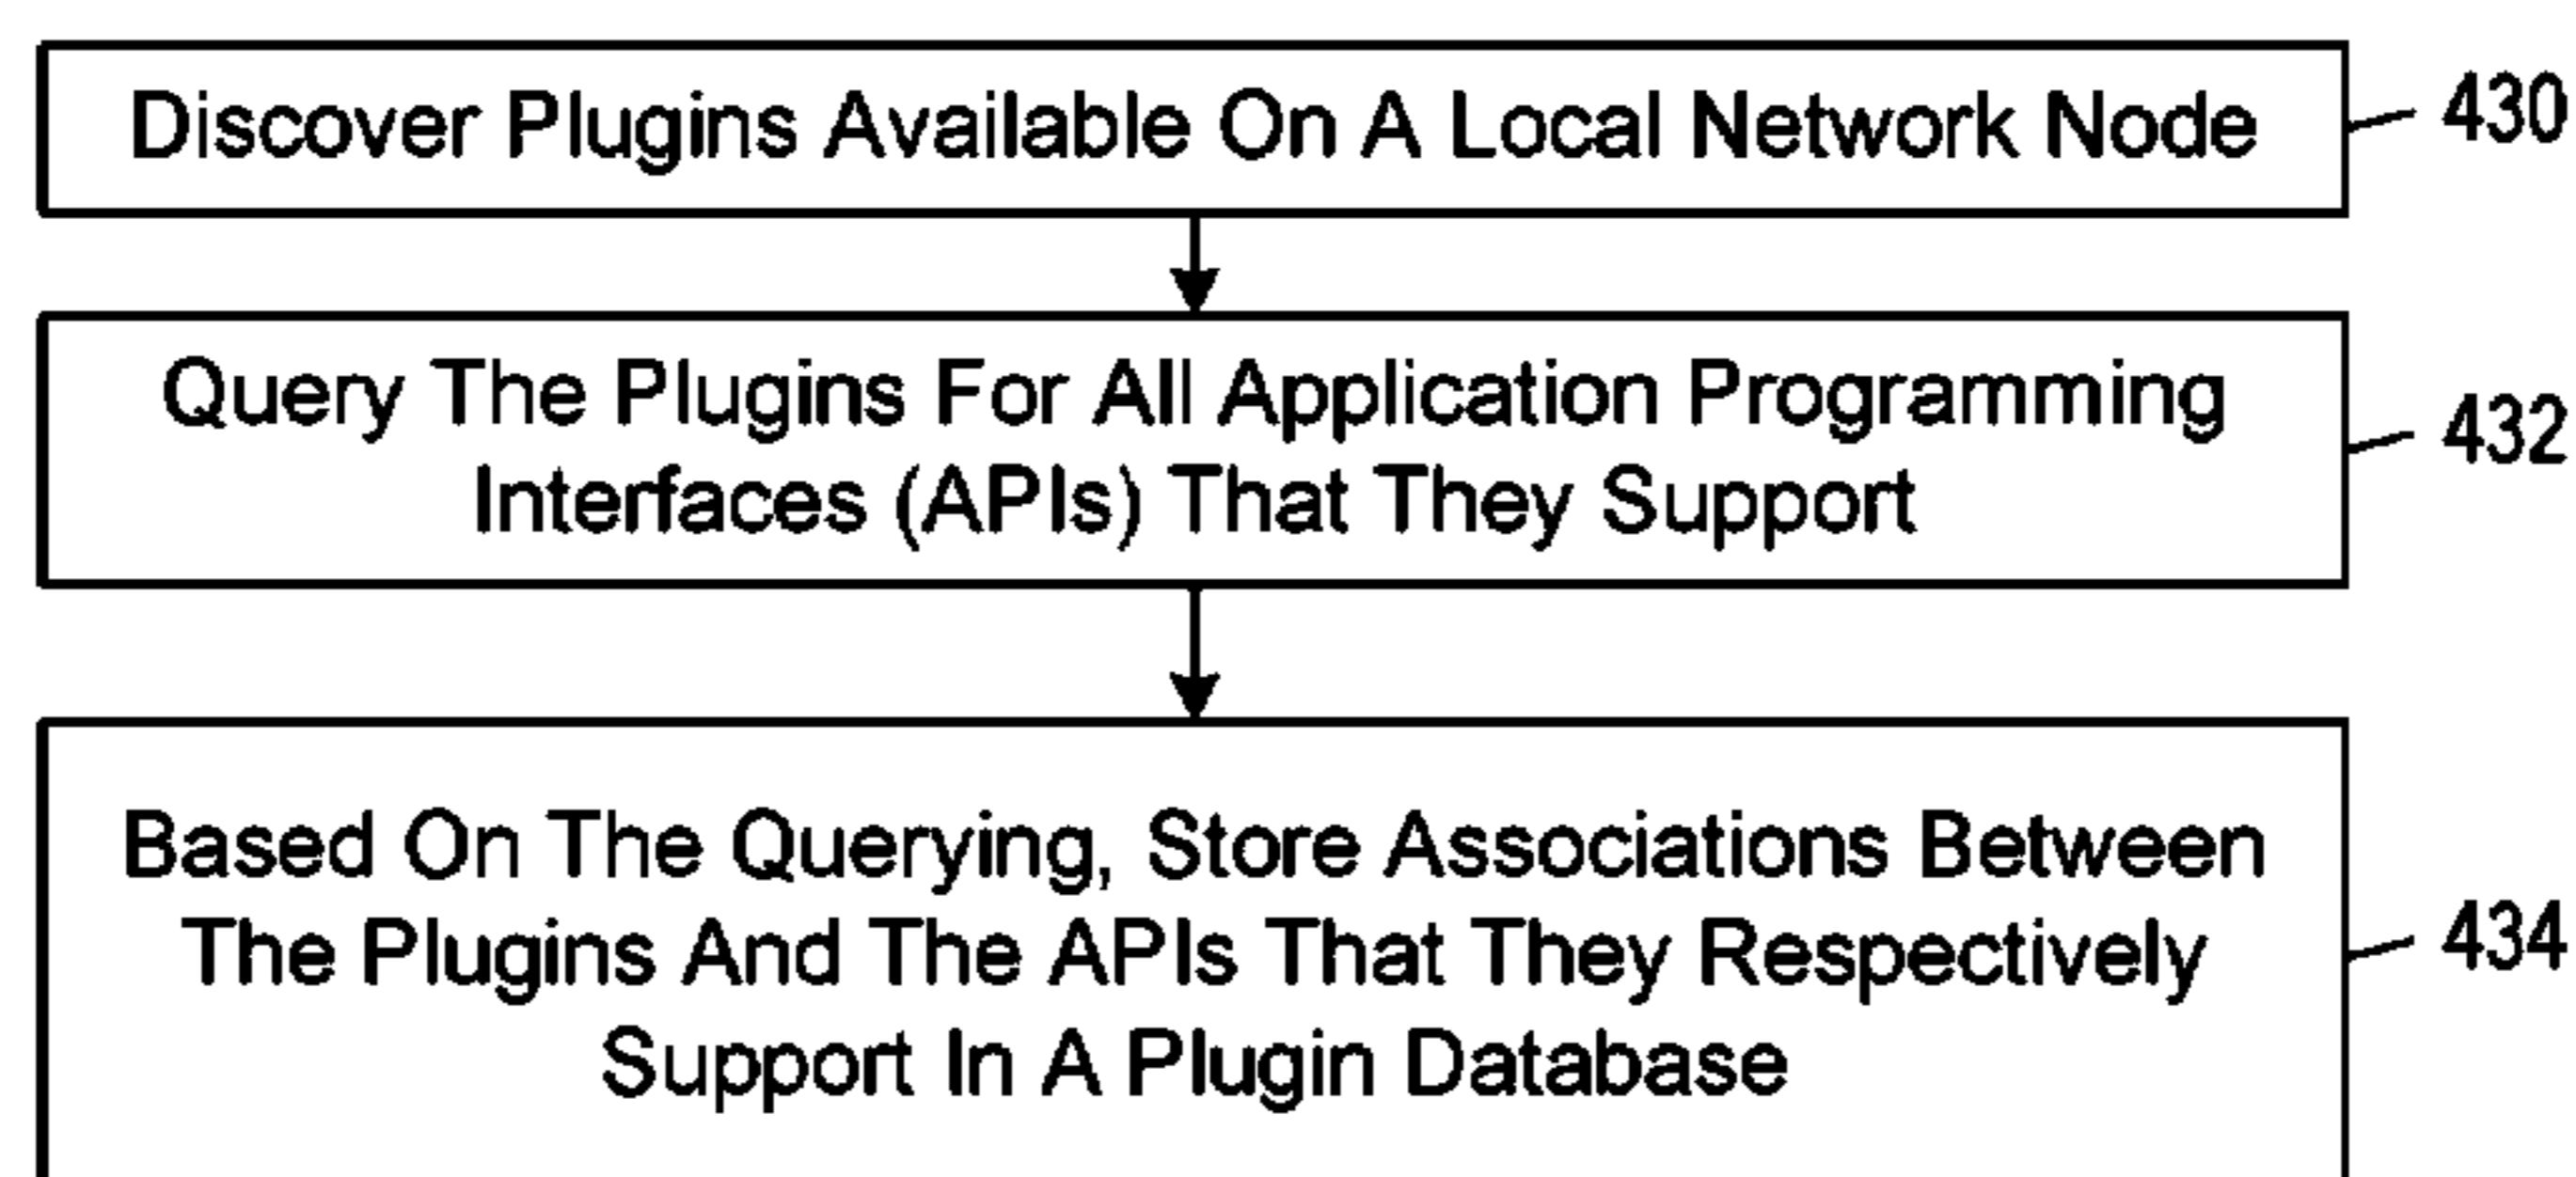 Discover Plugins Available On A Local Network Node
430
Query The Plugins For All Application Programming
Interfaces (APIs) That They Support
432
Based On The Querying, Store Associations Between
The Plugins And The APIs That They Respectively
Support In A Plugin Database
434